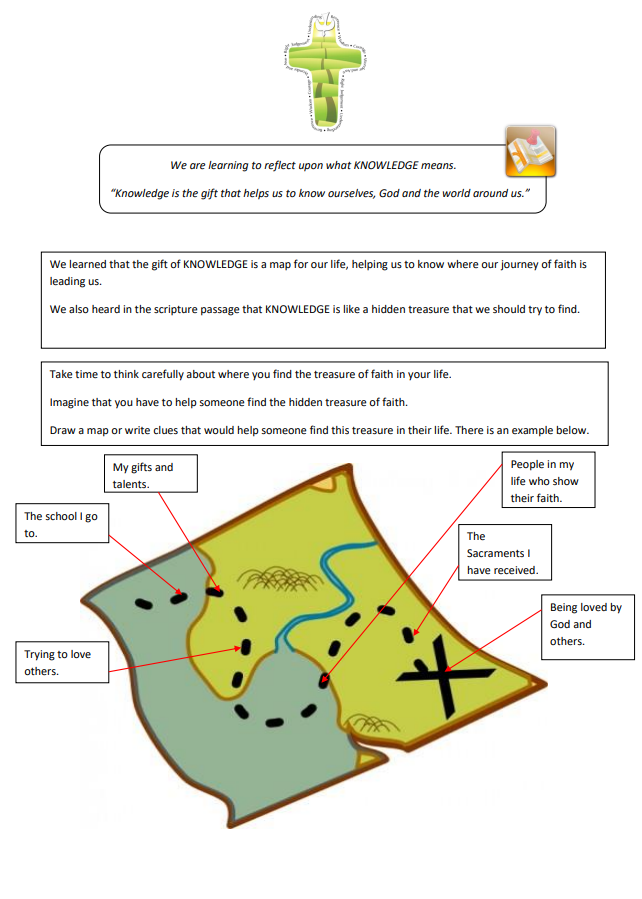 We are learning to reflect upon what KNOWLEDGE means.
“Knowledge is the gift that helps us to know ourselves, God and the world around us.”
We learned that the gift of KNOWLEDGE is a map for our life, helping us to know where our journey of faith is
leading us.
We also heard in the scripture passage that KNOWLEDGE is like a hidden treasure that we should try to find.
Take time to think carefully about where you find the treasure of faith in your life.
Imagine that you have to help someone find the hidden treasure of faith.
Draw a map or write clues that would help someone find this treasure in their life. There is an example below.
My gifts and
talents.
People in my
life who show
their faith.
The school I go
to.
The
Sacraments I
have received.
Being loved by
God and
others.
Trying to love
others.